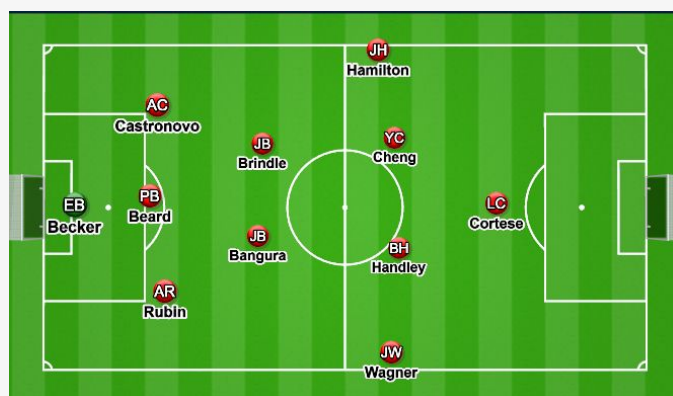 JH
Hamilton
AC
Castronovo
YC
Cheng
JB
Brindle
PB
Beard
EB
Becker
LC
Cortese
JB
Bangura
BH
Handley
AR
Rubin
JW
Wagner